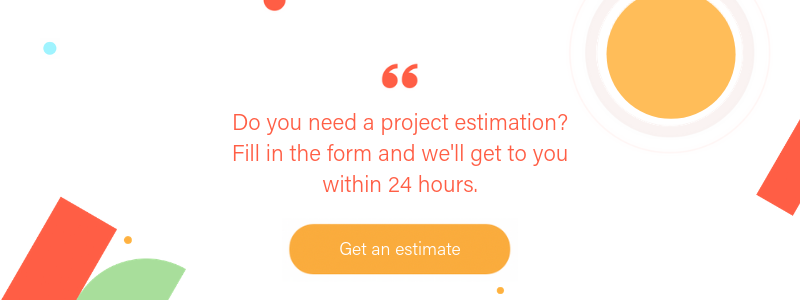 “
Do you need a project estimation?
Fill in the form and we'll get to you
within 24 hours.
Get an estimate